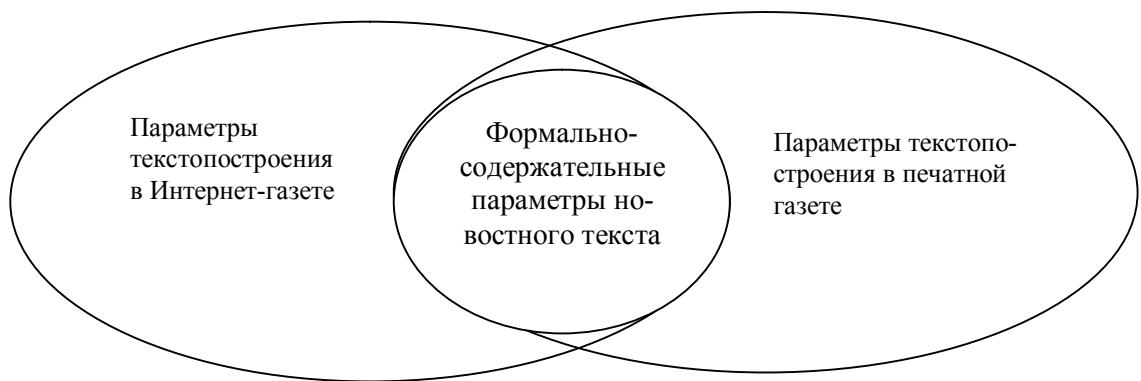 Параметры
текстопостроения
в Интернет-газете
Формально-
содержательные
параметры но-
востного текста
Параметры текстопо-
строения в печатной
газете